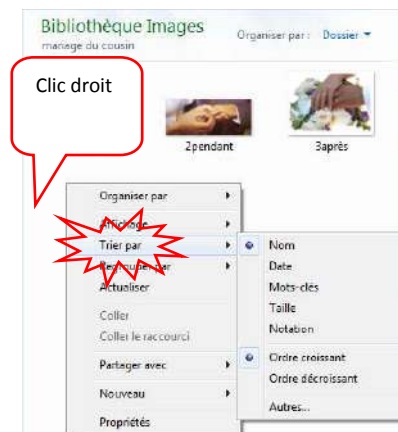 Bibliothèque Images
mariage du cousin
Organiser par : Dossier
Clic droit
2pendant
3après
Organiser par
Affichage
Trier par
Regrouper par
Actualiser
Coller
Coller le raccourci
Partager avec
Nouveau
Propriétés
Nom
Date
Mots-clés
Taille
Notation
Ordre croissant
Ordre décroissant
Autres...